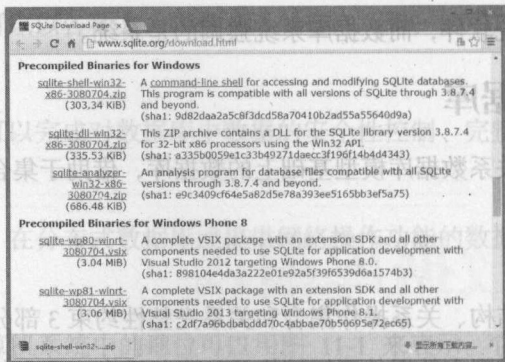 SQLite Download Page
www.sqlite.org/download.html
Precompiled Binaries for Windows
sqlite-shell-win32- A command-line shell for accessing and modifying SQLite databases.
x86-3080704.zip This program is compatible with all versions of SQLite through 3.8.7.4
(303.34 KiB) and beyond.
(sha1: 9d82daa2a5c8f3dcd58a70410b2ad55a55640d9a)
sqlite-dll-win32- This ZIP archive contains a DLL for the SQLite library version 3.8.7.4
x86-3080704.zip for 32-bit x86 processors using the Win32 API.
(335.53 KiB) (sha1: a335b0059e1c33b49271daecc3f196f14b4d4343)
sqlite-analyzer- An analysis program for database files compatible with all SQLite
win32-x86- versions through 3.8.7.4 and beyond.
3080704.zip (sha1: e9c3409cf64e5a82d5e78a393ee5165bb3ef5a75)
(686.48 KiB)
Precompiled Binaries for Windows Phone 8
sqlite-wp80-winrt- A complete VSIX package with an extension SDK and all other
3080704.vsix components needed to use SQLite for application development with
(3.04 MiB) Visual Studio 2012 targeting Windows Phone 8.0.
(sha1: 898104e4da3a222e01e92a5f39f6539d6a1574b3)
sqlite-wp81-winrt- A complete VSIX package with an extension SDK and all other
3080704.vsix components needed to use SQLite for application development with
(3.06 MiB) Visual Studio 2013 targeting Windows Phone 8.1.
(sha1: c2df7a96bdbabddd70c4abbae70b50695e72ec65)
sqlite-shell-win32-....zip 显示所有下载内容...